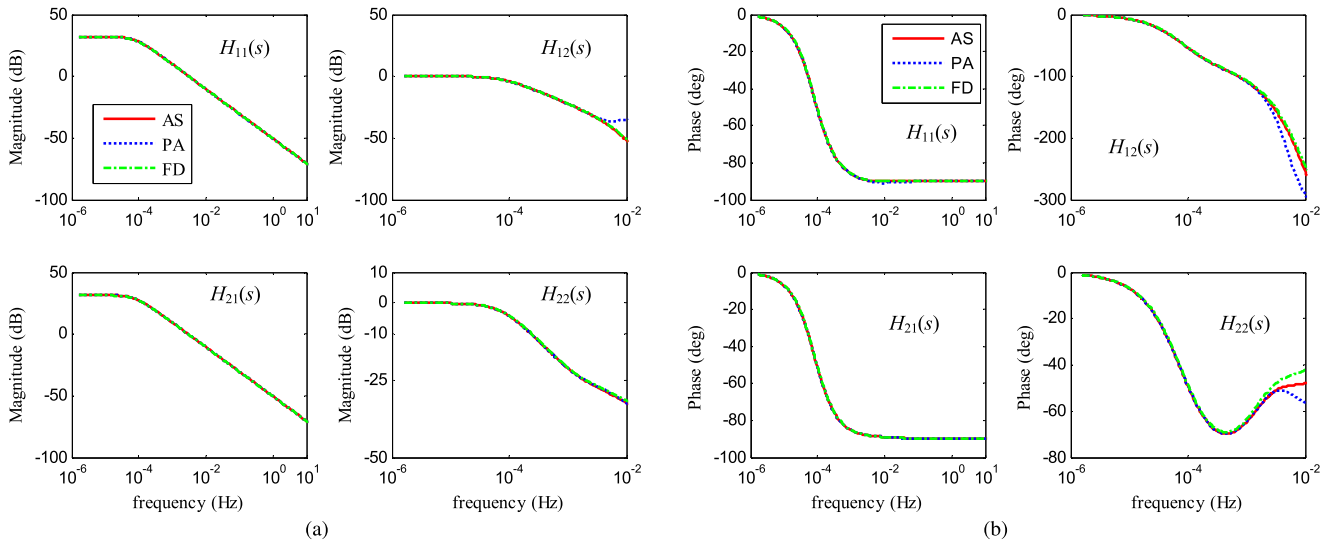 50
0
-50
-100
Magnitude (dB)
H11(s)
AS
PA
FD
10^-6 10^-4 10^-2 10^0 10^1
50
0
-50
-100
Magnitude (dB)
H12(s)
10^-6 10^-4 10^-2
50
0
-50
-100
Magnitude (dB)
H21(s)
10^-6 10^-4 10^-2 10^0 10^1
frequency (Hz)
10
0
-10
-25
-50
Magnitude (dB)
H22(s)
10^-6 10^-4 10^-2
frequency (Hz)
(a)
0
-20
-40
-60
-80
-100
Phase (deg)
AS
PA
FD
H11(s)
10^-6 10^-4 10^-2 10^0 10^1
0
-100
-200
-300
Phase (deg)
H12(s)
10^-6 10^-4 10^-2
0
-20
-40
-60
-80
-100
Phase (deg)
H21(s)
10^-6 10^-4 10^-2 10^0 10^1
frequency (Hz)
0
-20
-40
-60
-80
Phase (deg)
H22(s)
10^-6 10^-4 10^-2
frequency (Hz)
(b)